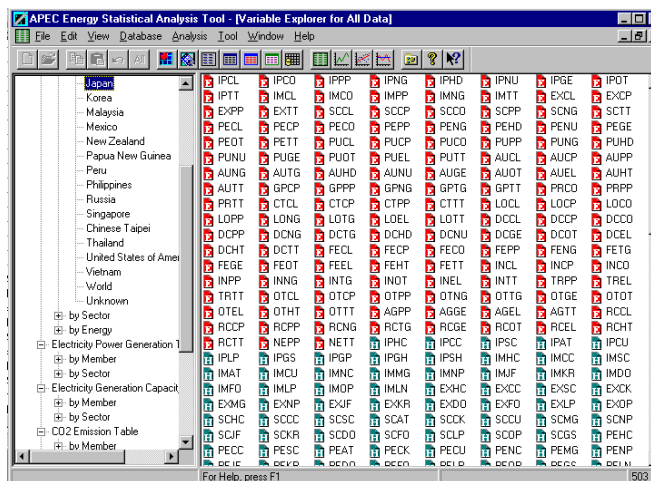 APEC Energy Statistical Analysis Tool - [Variable Explorer for All Data]
File Edit View Database Analysis Tool Window Help
All
Japan
Korea
Malaysia
Mexico
New Zealand
Papua New Guinea
Peru
Philippines
Russia
Singapore
Chinese Taipei
Thailand
United States of Amer
Vietnam
World
Unknown
by Sector
by Energy
Electricity Power Generation T
by Member
by Sector
Electricity Generation Capacit
by Member
by Sector
CO2 Emission Table
by Member
IPCL IPCO IPPP IPNG IPHD IPNU IPGE IPOT
IPTT IMCL IMCO IMPP IMNG IMTT EXCL EXCP
EXPP EXTT SCCL SCCP SCCO SCPP SCNG SCTT
PECL PECP PECO PEPP PENG PEHD PENU PEGE
PEOT PETT PUCL PUCP PUCO PUPP PUNG PUHD
PUNU PUGE PUOT PUEL PUTT AUCL AUCP AUPP
AUNG AUTG AUHD AUNU AUGE AUOT AUEL AUHT
AUTT GPCP GPPP GPNG GPTG GPTT PRCO PRPP
PRTT CTCL CTCP CTPP CTTT LOCL LOCP LOCO
LOPP LONG LOTG LOEL LOTT DCCL DCCP DCCO
DCPP DCNG DCTG DCHD DCNU DCGE DCOT DCEL
DCHT DCTT FECL FECP FECO FEPP FENG FETG
FEGE FEOT FEEL FEHT FETT INCL INCP INCO
INPP INNG INTG INOT INEL INTT TRPP TREL
TRTT OTCL OTCP OTPP OTNG OTTG OTGE OTOT
OTEL OTHT OTTT AGPP AGGE AGEL AGTT RCCL
RCCP RCPP RCNG RCTG RCGE RCOT RCEL RCHT
RCTT NEPP NETT IPHC IPCC IPSC IPAT IPCU
IPLP IPGS IPGP IPGH IPSH IMHC IMCC IMSC
IMAT IMCU IMNC IMMG IMNP IMJF IMKR IMDO
IMFO IMLP IMOP IMLN EXHC EXCC EXSC EXCK
EXMG EXNP EXJF EXKR EXDO EXFO EXLP EXOP
SCHC SCCC SCSC SCAT SCCK SCCU SCMG SCNP
SCJF SCKR SCDO SCFO SCLP SCOP SCGS PEHC
PECC PESC PEAT PECK PECU PENC PEMG PENP
For Help, press F1
503